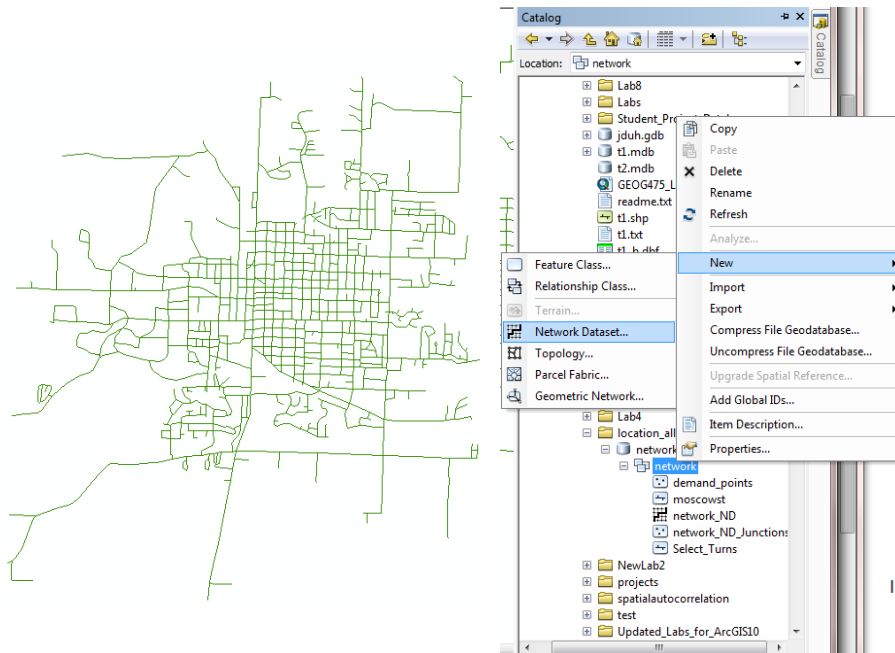 Catalog
Location: network
Lab8
Labs
jduh.gdb
t1.mdb
t2.mdb
readme.txt
t1.shp
t1.txt
Copy
Paste
Delete
Rename
Refresh
Analyze...
New
Import
Export
Compress File Geodatabase...
Uncompress File Geodatabase...
Upgrade Spatial Reference...
Add Global IDs...
Item Description...
Properties...
Feature Class...
Relationship Class...
Terrain...
Network Dataset...
Topology...
Parcel Fabric...
Geometric Network...
Lab4
location_all
network
network
demand_points
moscowst
network_ND
network_ND_Junctions
Select_Turns
NewLab2
projects
spatialautocorrelation
test
Updated_Labs_for_ArcGIS10
Catalog